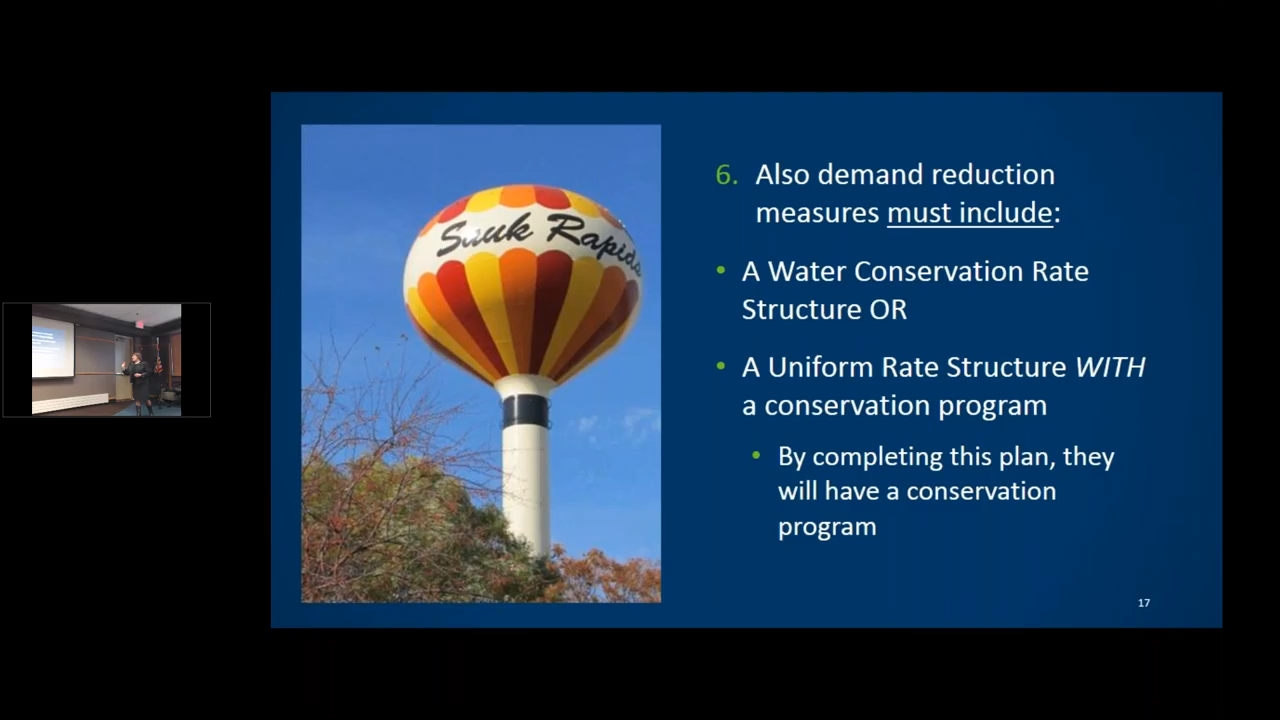 Sauk Rapids
6. Also demand reduction
measures must include:
• A Water Conservation Rate
Structure OR
• A Uniform Rate Structure WITH
a conservation program
• By completing this plan, they
will have a conservation
program
17